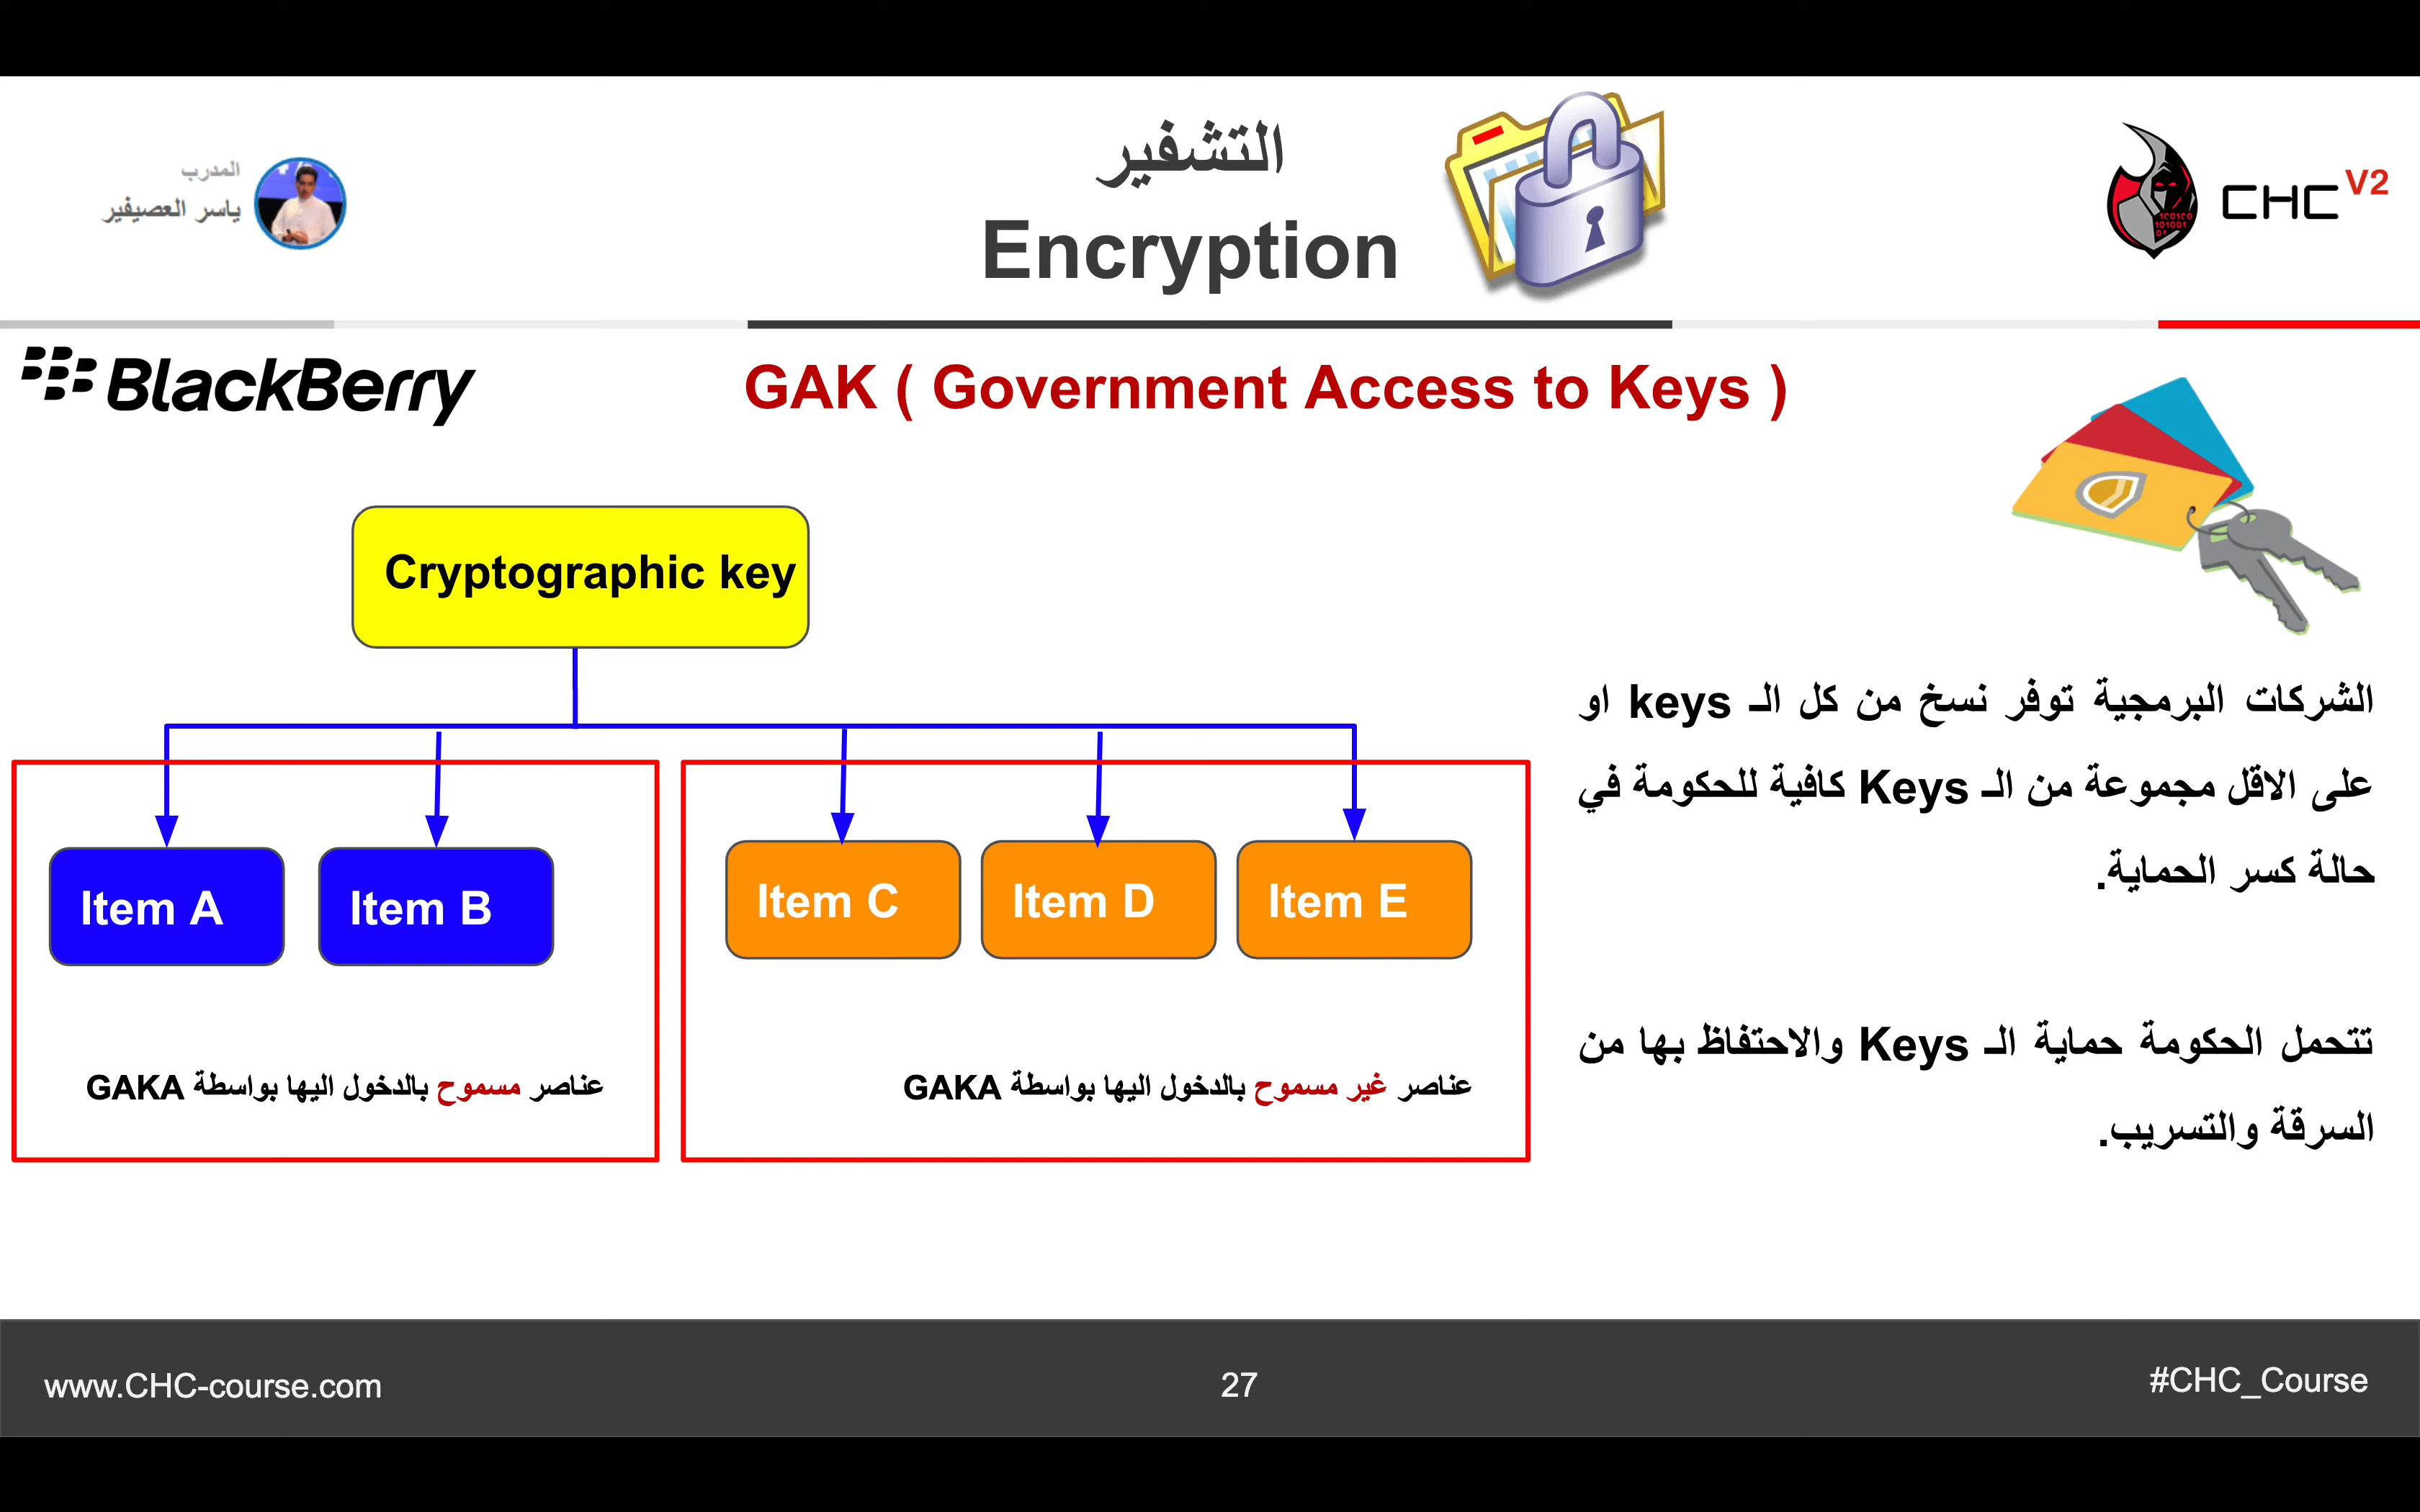 المدرب
ياسر العصيفير
التشفير
Encryption
CHC V2
100100
101001
01
BlackBerry
GAK ( Government Access to Keys )
Cryptographic key
Item A
Item B
Item C
Item D
Item E
عناصر مسموح بالدخول اليها بواسطة GAKA
عناصر غير مسموح بالدخول اليها بواسطة GAKA
الشركات البرمجية توفر نسخ من كل الـ keys او
على الاقل مجموعة من الـ Keys كافية للحكومة في
حالة كسر الحماية.
تتحمل الحكومة حماية الـ Keys والاحتفاظ بها من
السرقة والتسريب.
www.CHC-course.com
27
#CHC_Course